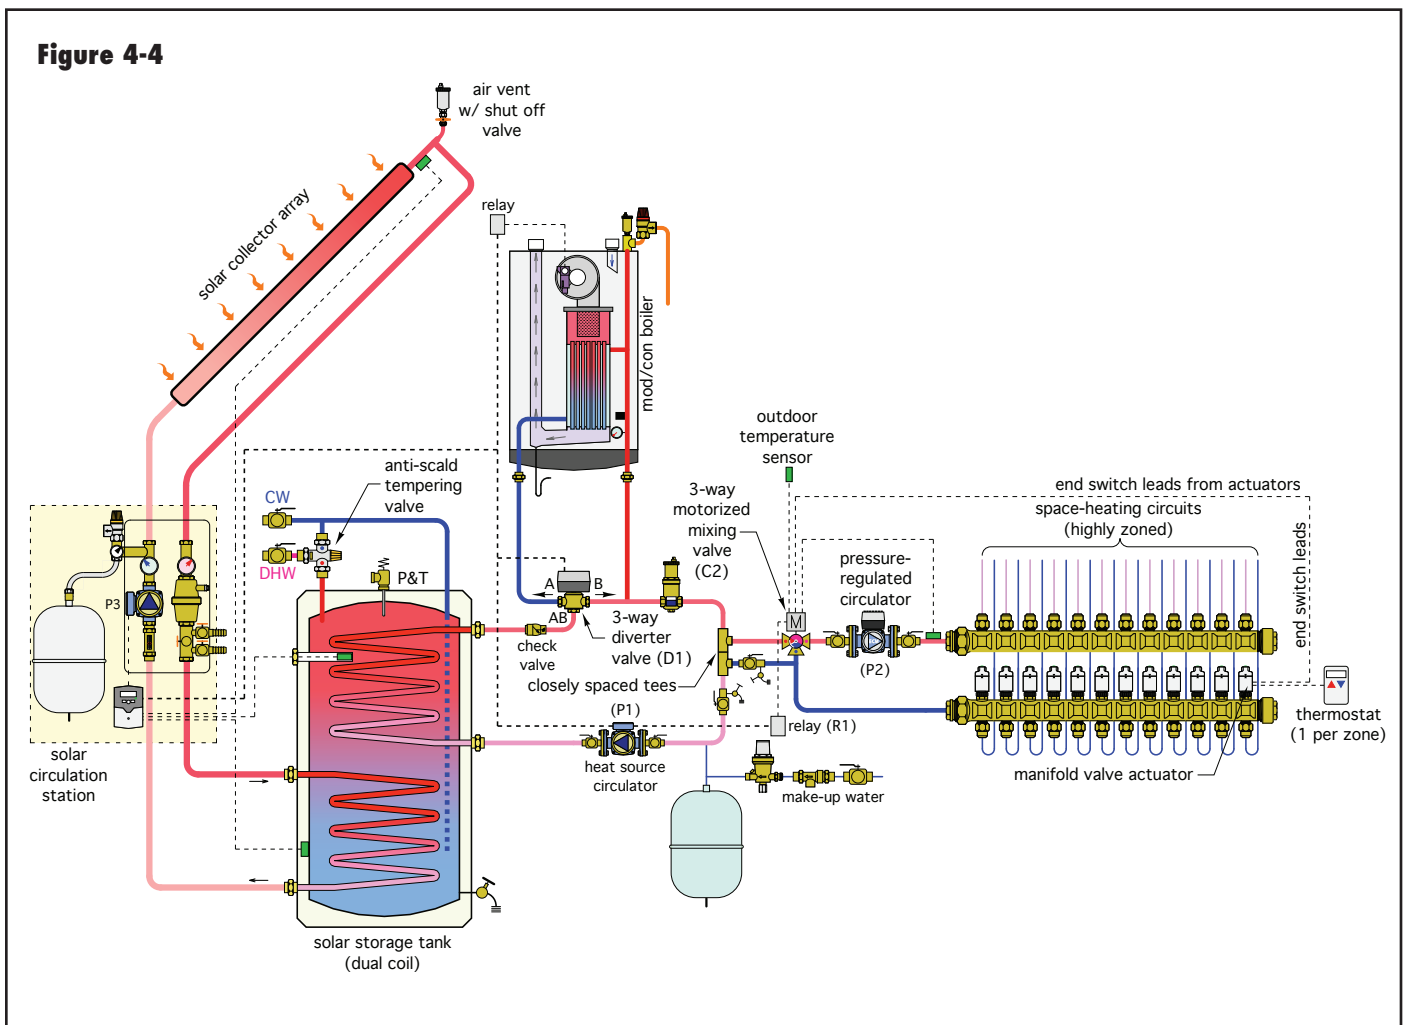 Figure 4-4
air vent
w/ shut off
valve
solar collector array
relay
mod/con boiler
outdoor
temperature
sensor
anti-scald
tempering
valve
CW
DHW
P&T
3-way
motorized
mixing
valve
(C2)
end switch leads from actuators
space-heating circuits
(highly zoned)
end switch leads
pressure-
regulated
circulator
P3
A
B
AB
M
check
valve
3-way
diverter
valve (D1)
closely spaced tees
(P2)
(P1)
relay (R1)
thermostat
(1 per zone)
heat source
circulator
make-up water
manifold valve actuator
solar
circulation
station
solar storage tank
(dual coil)